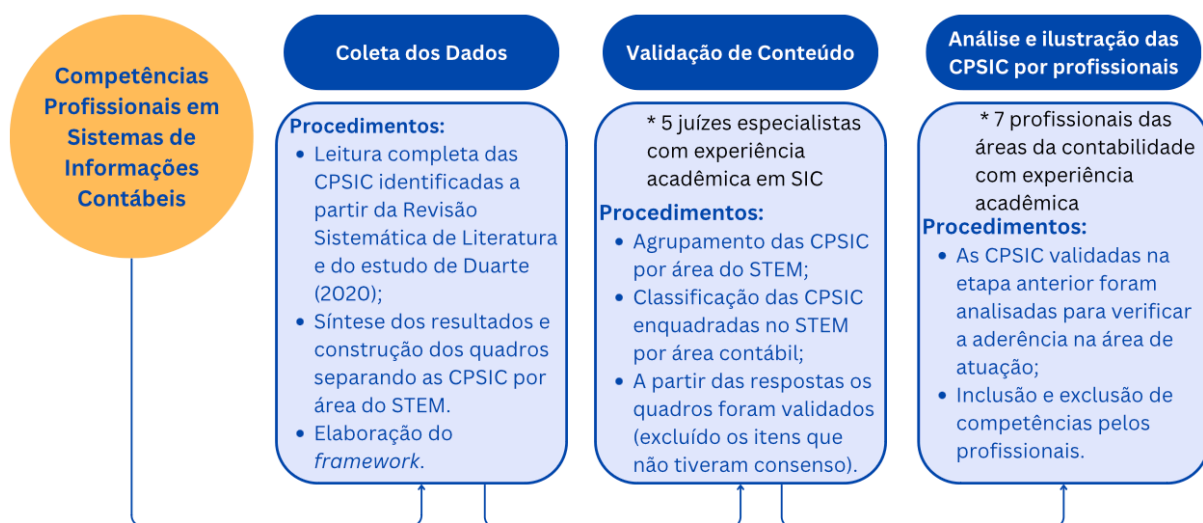 Competências
Profissionais em
Sistemas de
Informações
Contábeis
Coleta dos Dados
Procedimentos:
• Leitura completa das
CPSIC identificadas a
partir da Revisão
Sistemática de Literatura
e do estudo de Duarte
(2020);
• Síntese dos resultados e
construção dos quadros
separando as CPSIC por
área do STEM.
• Elaboração do
framework.
Validação de Conteúdo
* 5 juízes especialistas
com experiência
acadêmica em SIC
Procedimentos:
• Agrupamento das CPSIC
por área do STEM;
• Classificação das CPSIC
enquadradas no STEM
por área contábil;
• A partir das respostas os
quadros foram validados
(excluído os itens que
não tiveram consenso).
Análise e ilustração das
CPSIC por profissionais
* 7 profissionais das
áreas da contabilidade
com experiência
acadêmica
Procedimentos:
• As CPSIC validadas na
etapa anterior foram
analisadas para verificar
a aderência na área de
atuação;
• Inclusão e exclusão de
competências pelos
profissionais.